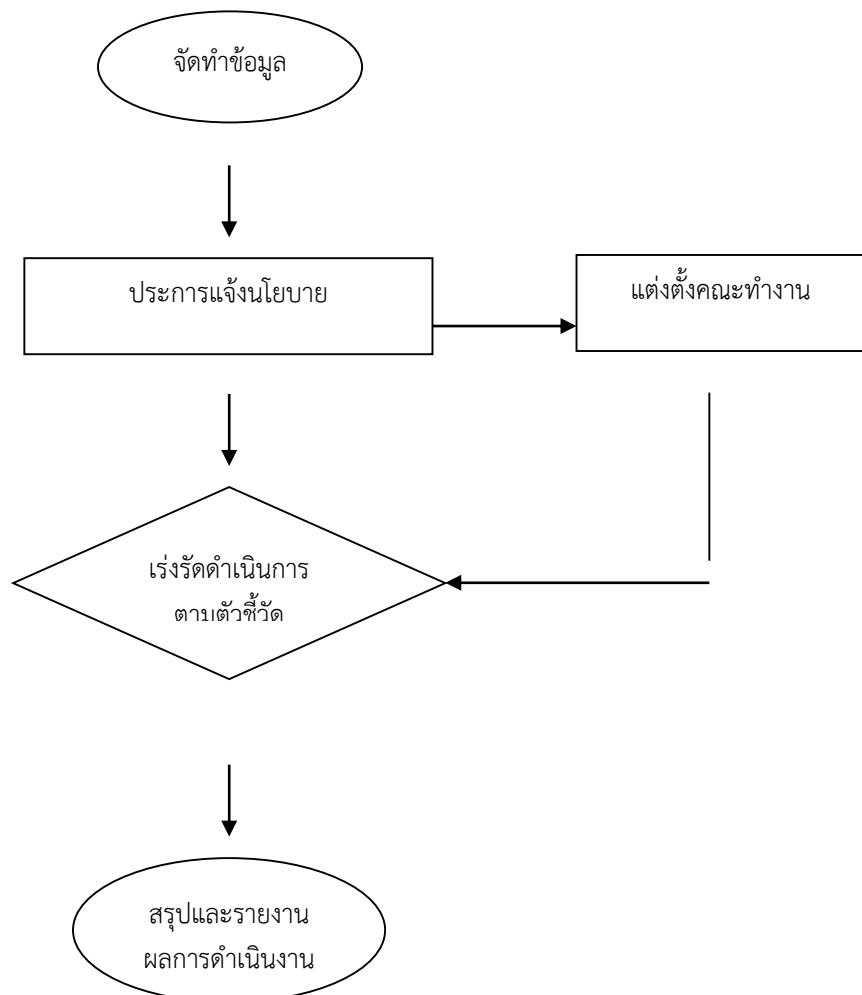 จัดทำข้อมูล
ประการแจ้งนโยบาย
แต่งตั้งคณะทำงาน
เร่งรัดดำเนินการ
ตามตัวชี้วัด
สรุปและรายงาน
ผลการดำเนินงาน